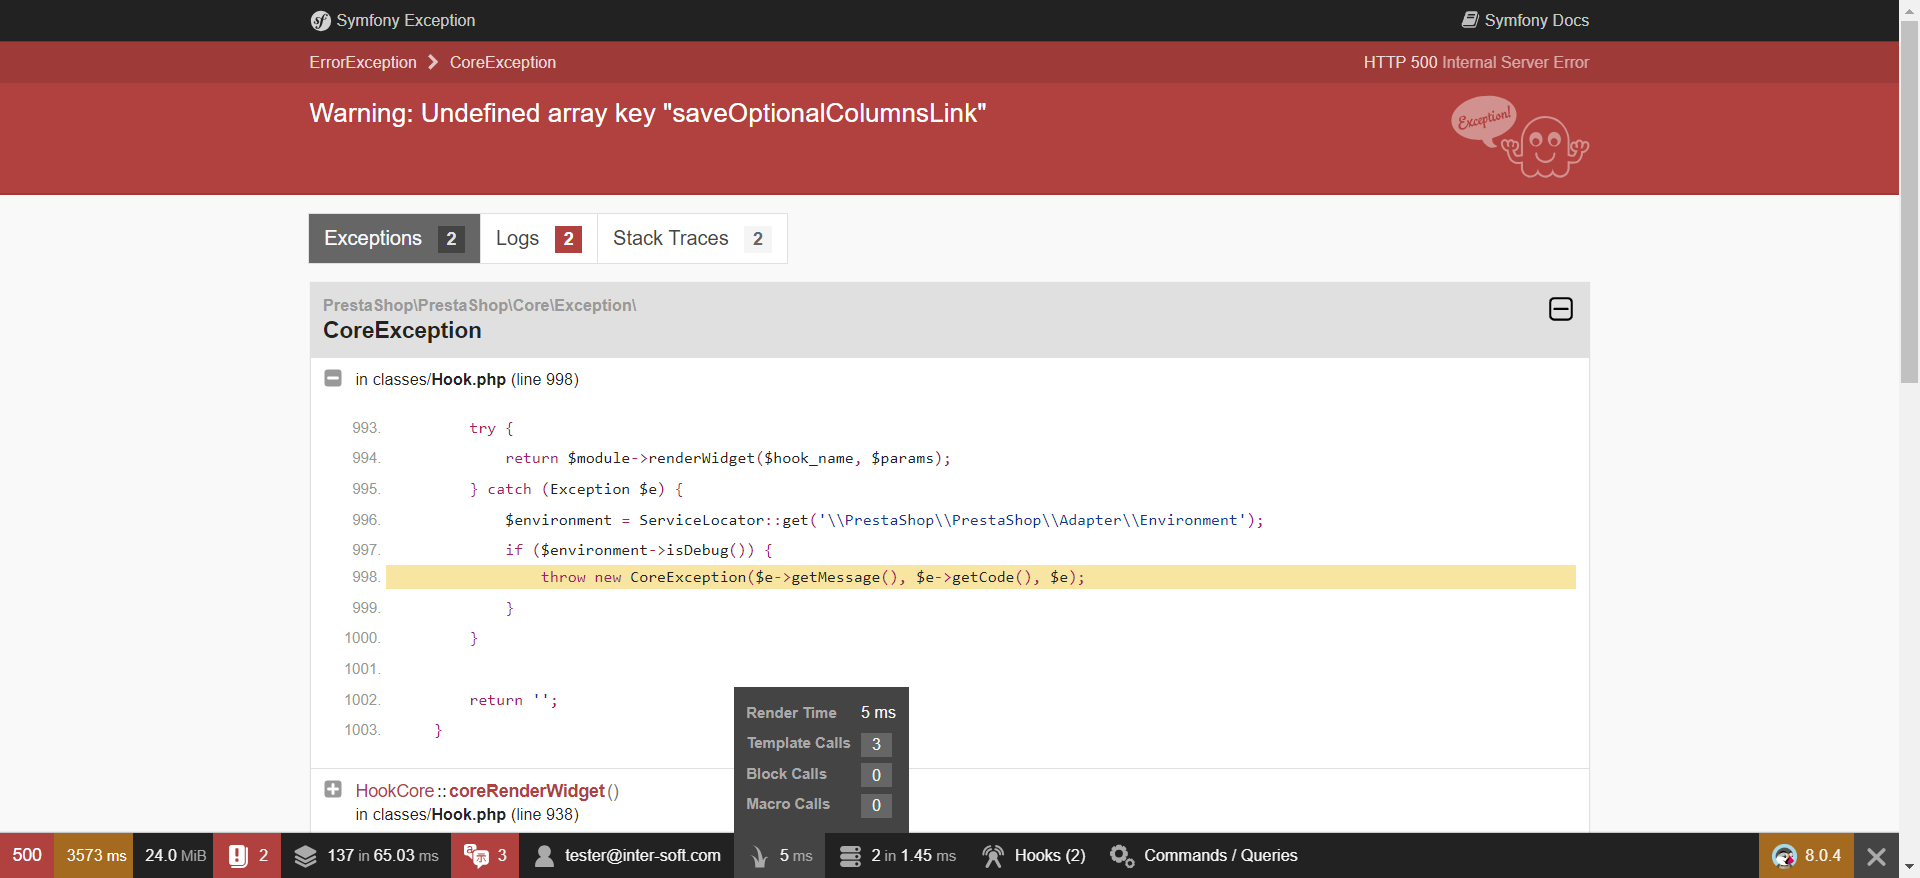 Symfony Exception
Symfony Docs
ErrorException
CoreException
HTTP 500 Internal Server Error
Warning: Undefined array key "saveOptionalColumnsLink"
Exception!
Exceptions 2
Logs 2
Stack Traces 2
PrestaShop\PrestaShop\Core\Exception\
CoreException
in classes/Hook.php (line 998)
993. try {
994. return $module->renderWidget($hook_name, $params);
995. } catch (Exception $e) {
996. $environment = ServiceLocator::get('\\PrestaShop\\PrestaShop\\Adapter\\Environment');
997. if ($environment->isDebug()) {
998. throw new CoreException($e->getMessage(), $e->getCode(), $e);
999. }
1000. }
1001.
1002. return '';
1003. }
HookCore::coreRenderWidget()
in classes/Hook.php (line 938)
Render Time 5 ms
Template Calls 3
Block Calls 0
Macro Calls 0
500
3573 ms
24.0 MiB
2
137 in 65.03 ms
3
tester@inter-soft.com
5 ms
2 in 1.45 ms
Hooks (2)
Commands / Queries
8.0.4